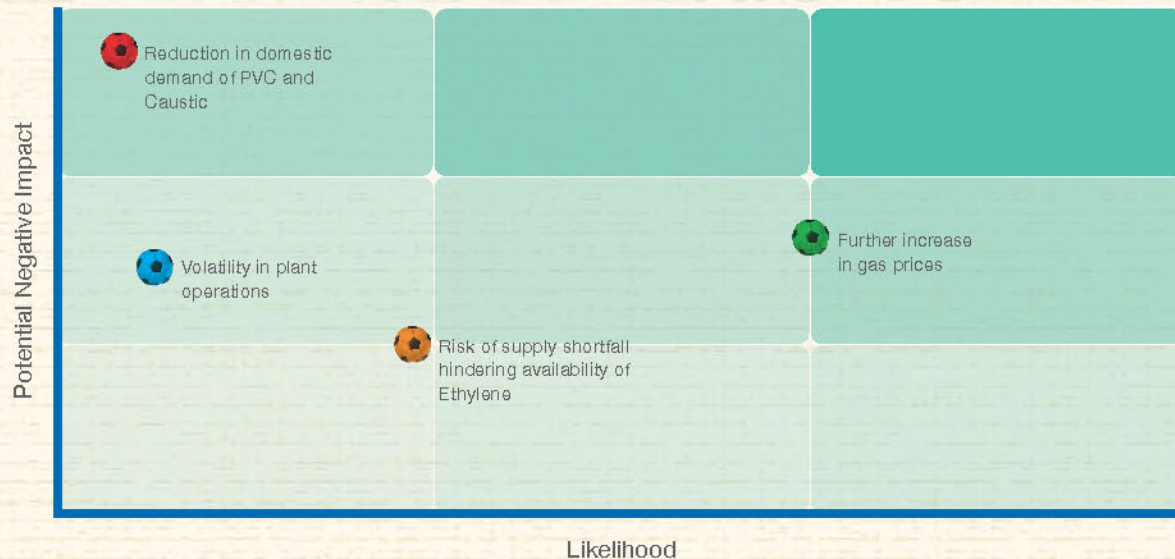 Potential Negative Impact
Reduction in domestic
demand of PVC and
Caustic
Volatility in plant
operations
Further increase
in gas prices
Risk of supply shortfall
hindering availability of
Ethylene
Likelihood